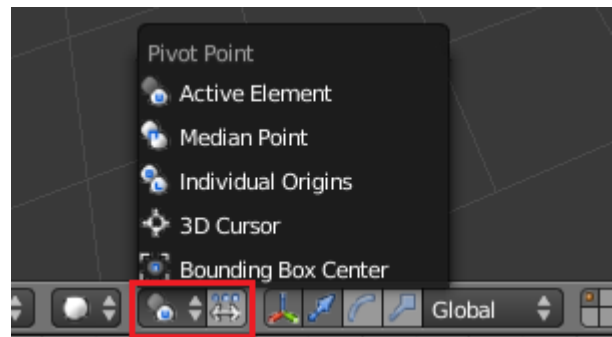 Pivot Point
Active Element
Median Point
Individual Origins
3D Cursor
Bounding Box Center
Global